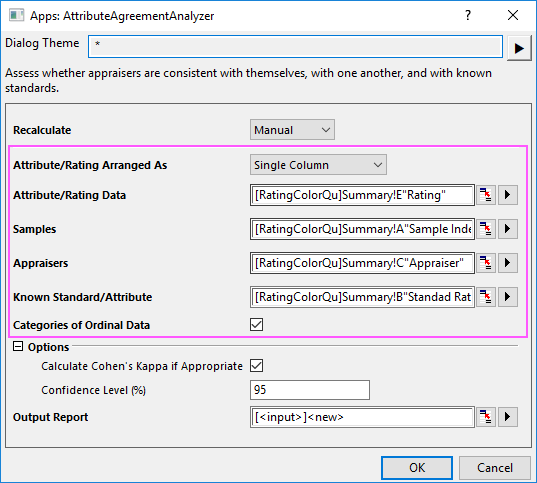 Apps: AttributeAgreementAnalyzer ?
Dialog Theme *
Assess whether appraisers are consistent with themselves, with one another, and with known
standards.
Recalculate Manual
Attribute/Rating Arranged As Single Column
Attribute/Rating Data [RatingColorQu]Summary!E"Rating"
Samples [RatingColorQu]Summary!A"Sample Inde
Appraisers [RatingColorQu]Summary!C"Appraiser"
Known Standard/Attribute [RatingColorQu]Summary!B"Standad Rat
Categories of Ordinal Data
Options
Calculate Cohen's Kappa if Appropriate
Confidence Level (%) 95
Output Report [<input>]<new>
OK Cancel